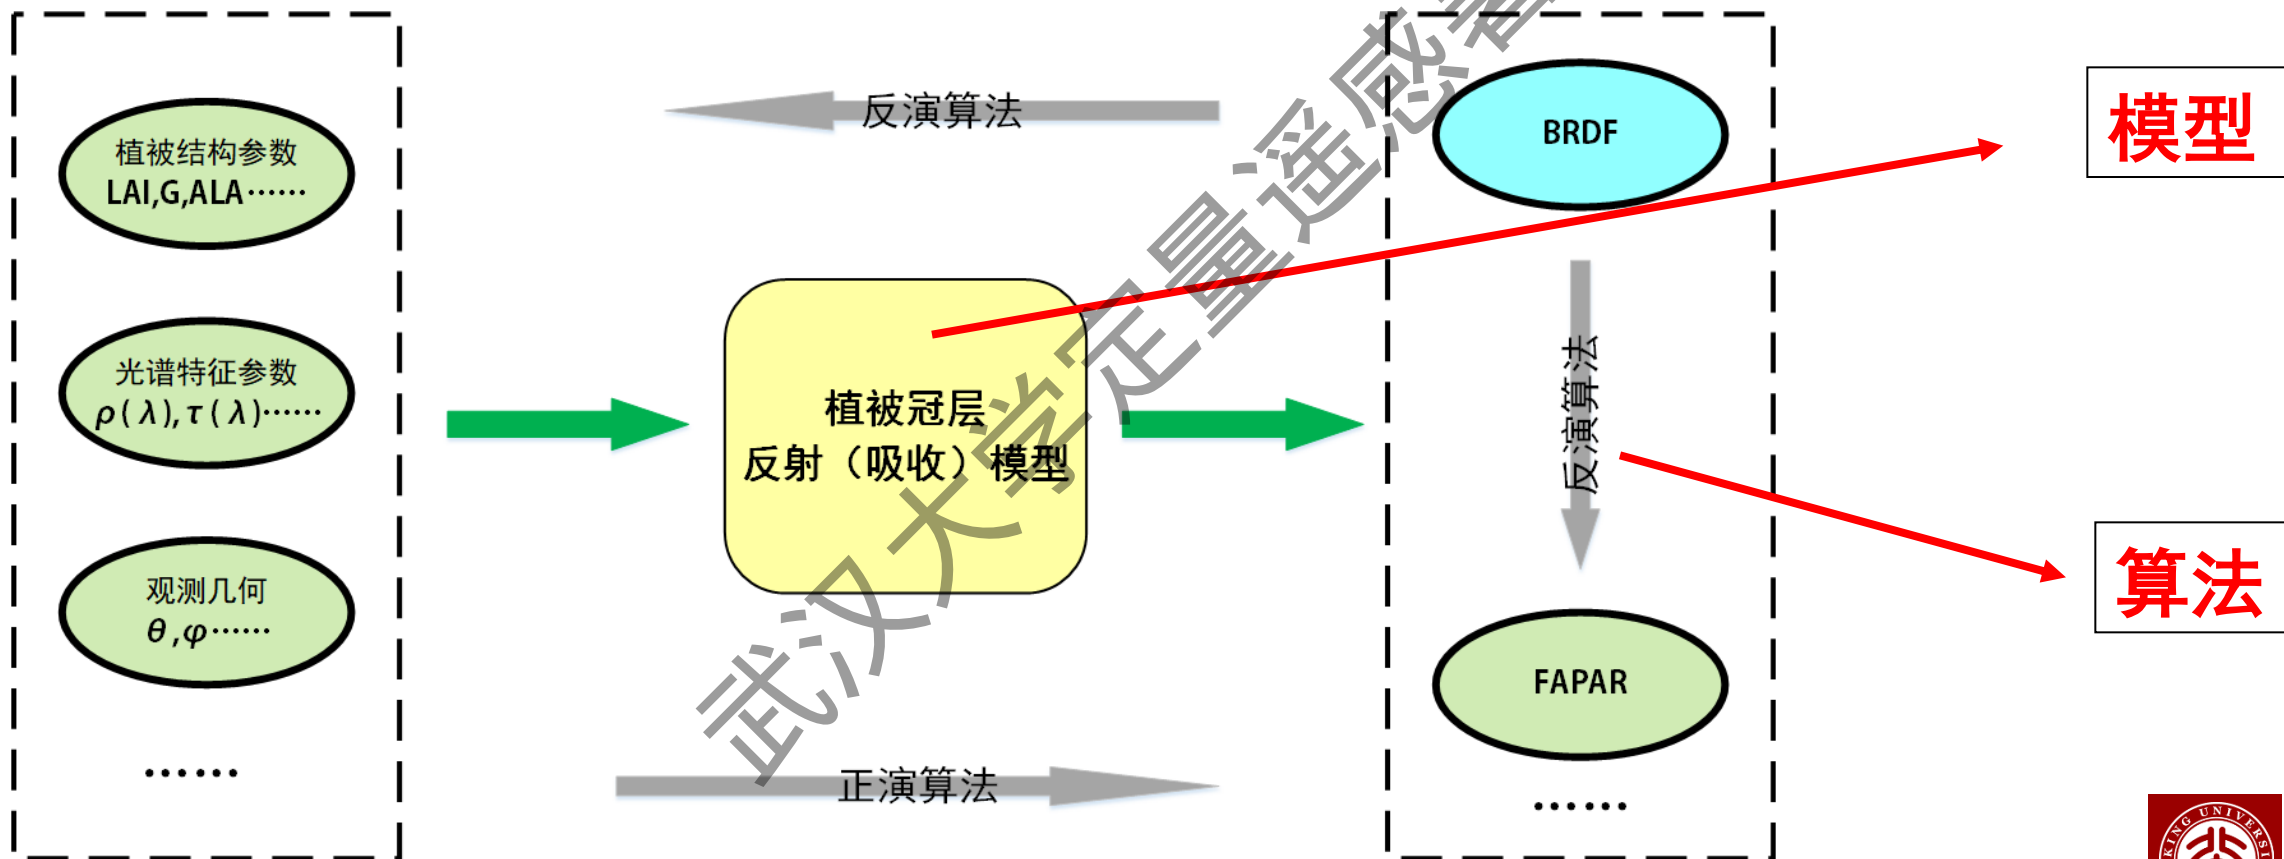 植被结构参数
LAI,G,ALA……
光谱特征参数
ρ(λ),τ(λ)……
观测几何
θ,φ……
……
反演算法
植被冠层
反射（吸收）模型
正演算法
BRDF
反演算法
FAPAR
……
模型
算法
武汉大学定量遥感
KING UNIVERSI